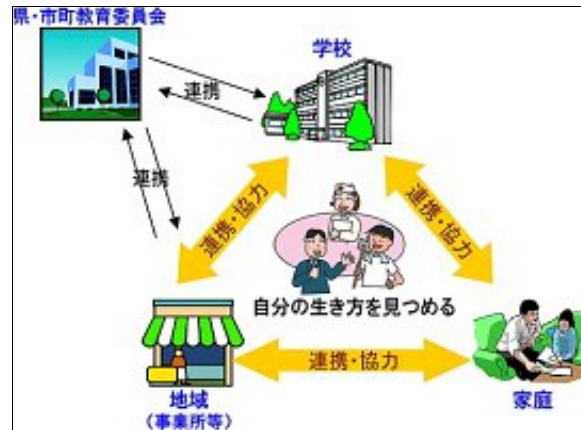 県・市町教育委員会
学校
連携
連携
連携・協力
連携・協力
自分の生き方を見つめる
連携・協力
地域
(事業所等)
家庭